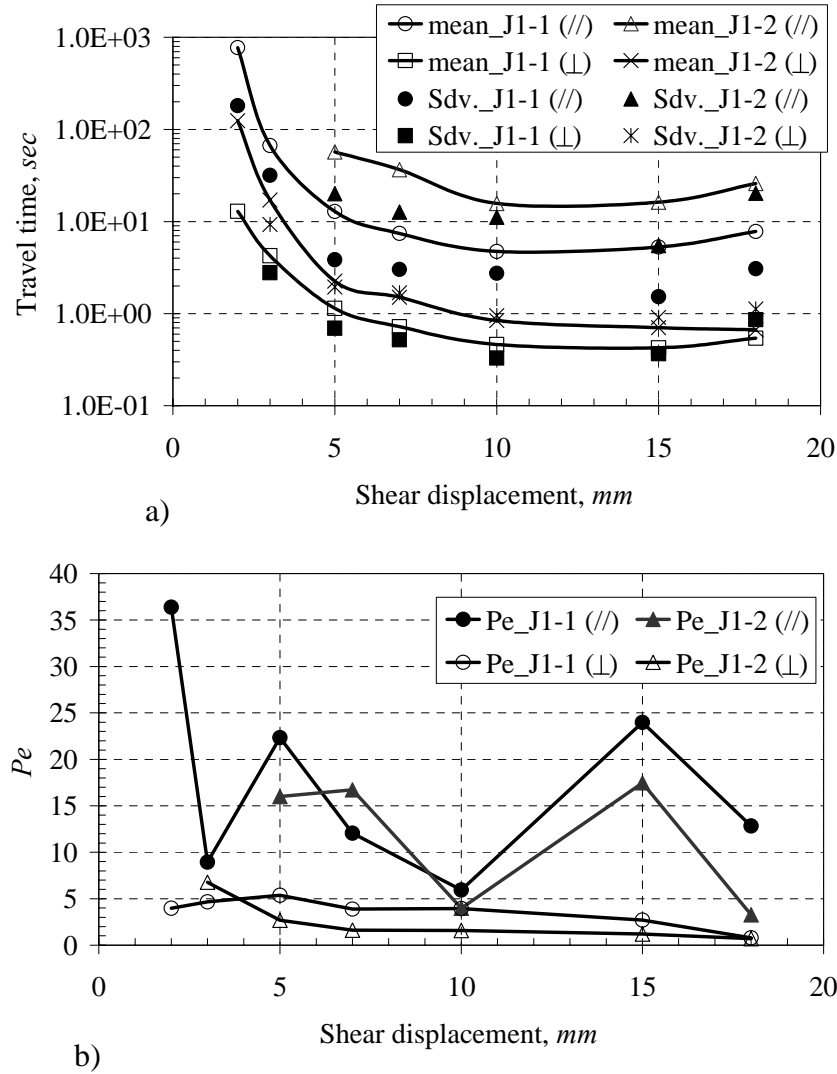 mean_J1-1 (//) mean_J1-2 (//)
mean_J1-1 (⊥) mean_J1-2 (⊥)
Sdv._J1-1 (//) Sdv._J1-2 (//)
Sdv._J1-1 (⊥) Sdv._J1-2 (⊥)
1.0E+03
1.0E+02
1.0E+01
1.0E+00
1.0E-01
Travel time, sec
0 5 10 15 20
Shear displacement, mm
a)
Pe_J1-1 (//) Pe_J1-2 (//)
Pe_J1-1 (⊥) Pe_J1-2 (⊥)
40
35
30
25
20
15
10
5
0
Pe
0 5 10 15 20
Shear displacement, mm
b)